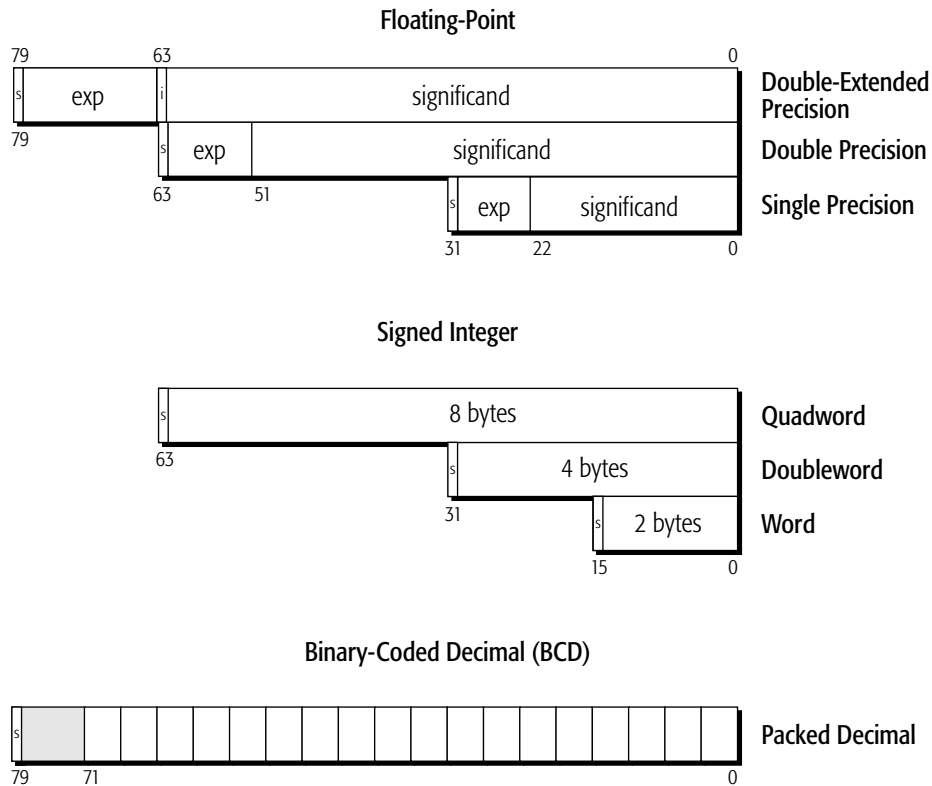 Floating-Point
79 63 0
s exp i significand Double-Extended
Precision
79
s exp significand Double Precision
63 51
s exp significand Single Precision
31 22 0
Signed Integer
s 8 bytes Quadword
63
s 4 bytes Doubleword
31
s 2 bytes Word
15 0
Binary-Coded Decimal (BCD)
s Packed Decimal
79 71 0